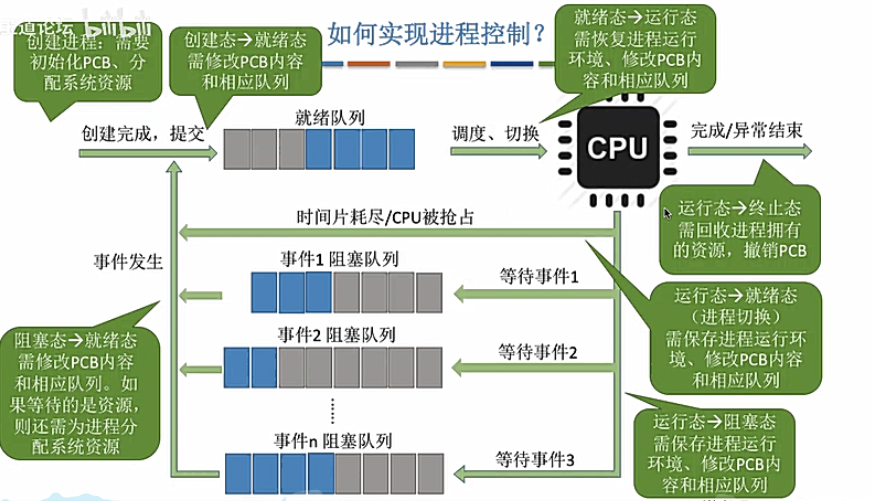 道论坛 bilibili
如何实现进程控制？
创建进程：需要
初始化PCB、分
配系统资源
创建态→就绪态
需修改PCB内容
和相应队列
就绪态→运行态
需恢复进程运行
环境、修改PCB内
容和相应队列
就绪队列
创建完成，提交
调度、切换
CPU
完成/异常结束
运行态→终止态
需回收进程拥有
的资源，撤销PCB
时间片耗尽/CPU被抢占
事件发生
事件1 阻塞队列
等待事件1
运行态→就绪态
（进程切换）
需保存进程运行环
境、修改PCB内容
和相应队列
阻塞态→就绪态
需修改PCB内容
和相应队列。如
果等待的是资源，
则还需为进程分
配系统资源
事件2 阻塞队列
等待事件2
……
事件n 阻塞队列
等待事件3
运行态→阻塞态
需保存进程运行
环境、修改PCB内
容和相应队列